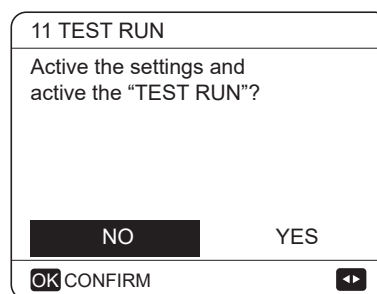 11 TEST RUN
Active the settings and
active the “TEST RUN”?
NO YES
OK CONFIRM